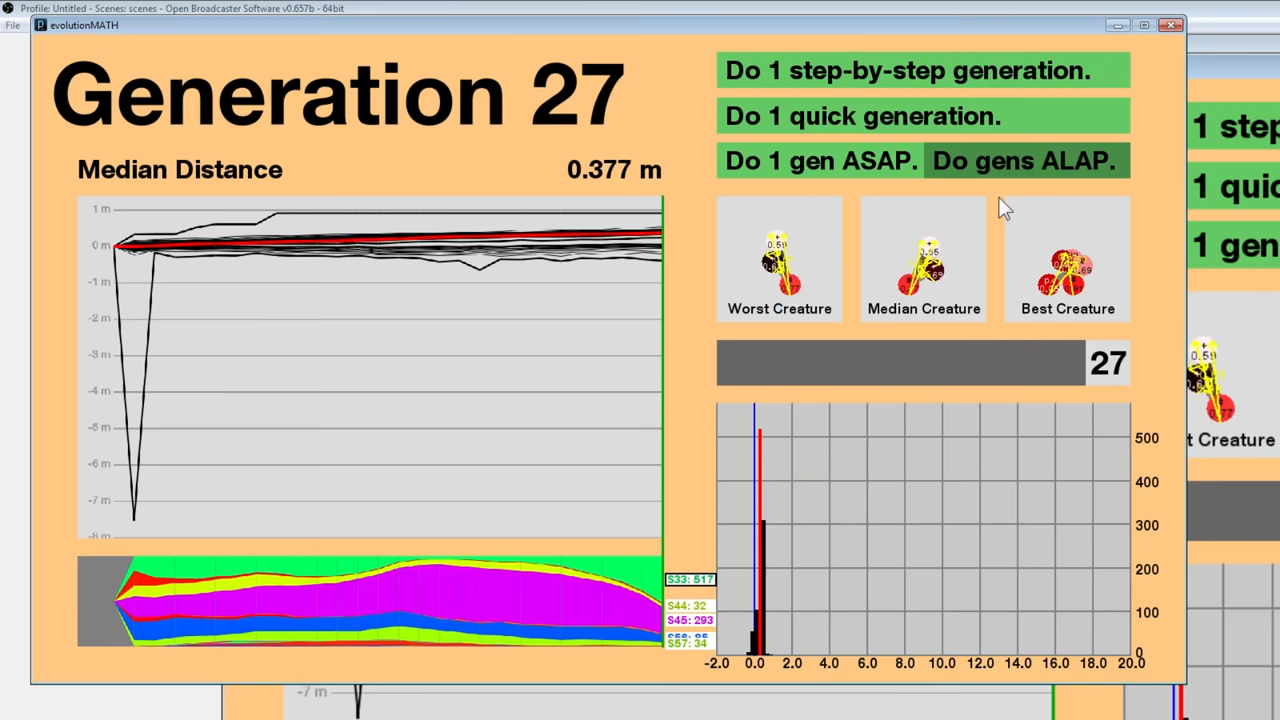 Profile: Untitled - Scenes: scenes - Open Broadcaster Software v0.657b - 64bit
File
evolutionMATH
Generation 27
Do 1 step-by-step generation.
Do 1 quick generation.
Do 1 gen ASAP. Do gens ALAP.
Median Distance 0.377 m
1 m
0 m
-1 m
-2 m
-3 m
-4 m
-5 m
-6 m
-7 m
-8 m
Worst Creature
Median Creature
Best Creature
27
500
400
300
200
100
0
-2.0 0.0 2.0 4.0 6.0 8.0 10.0 12.0 14.0 16.0 18.0 20.0
S33: 517
S44: 32
S45: 293
S57: 34
1 step
1 quic
1 gen
0.59
t Creature
-7 m